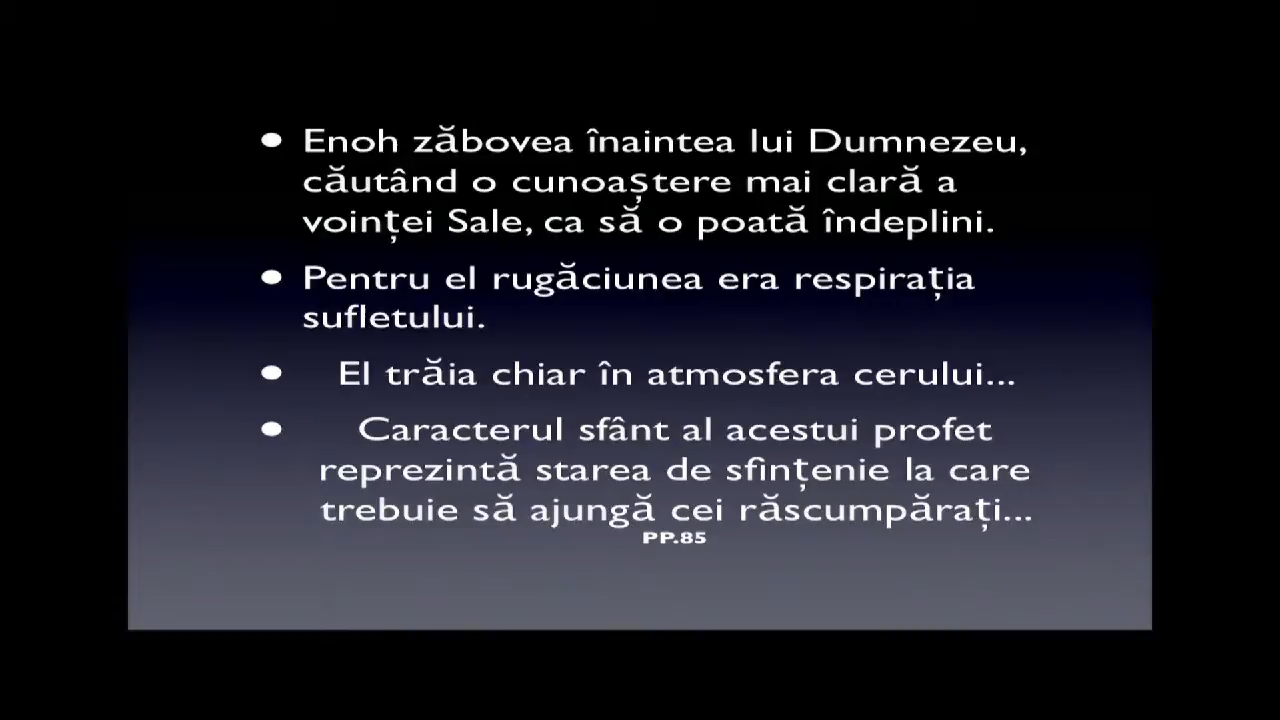 • Enoh zăbovea înaintea lui Dumnezeu,
căutând o cunoaștere mai clară a
voinței Sale, ca să o poată îndeplini.
• Pentru el rugăciunea era respirația
sufletului.
• El trăia chiar în atmosfera cerului...
• Caracterul sfânt al acestui profet
reprezintă starea de sfințenie la care
trebuie să ajungă cei răscumpărați...
PP.85